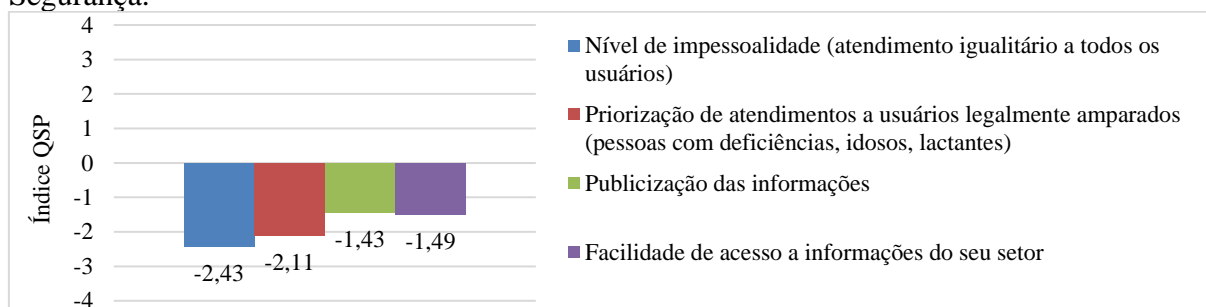 Segurança.
4
3
2
1
0
-1
-2
-3
-4
Índice QSP
-2,43
-2,11
-1,43
-1,49
Nível de impessoalidade (atendimento igualitário a todos os
usuários)
Priorização de atendimentos a usuários legalmente amparados
(pessoas com deficiências, idosos, lactantes)
Publicização das informações
Facilidade de acesso a informações do seu setor